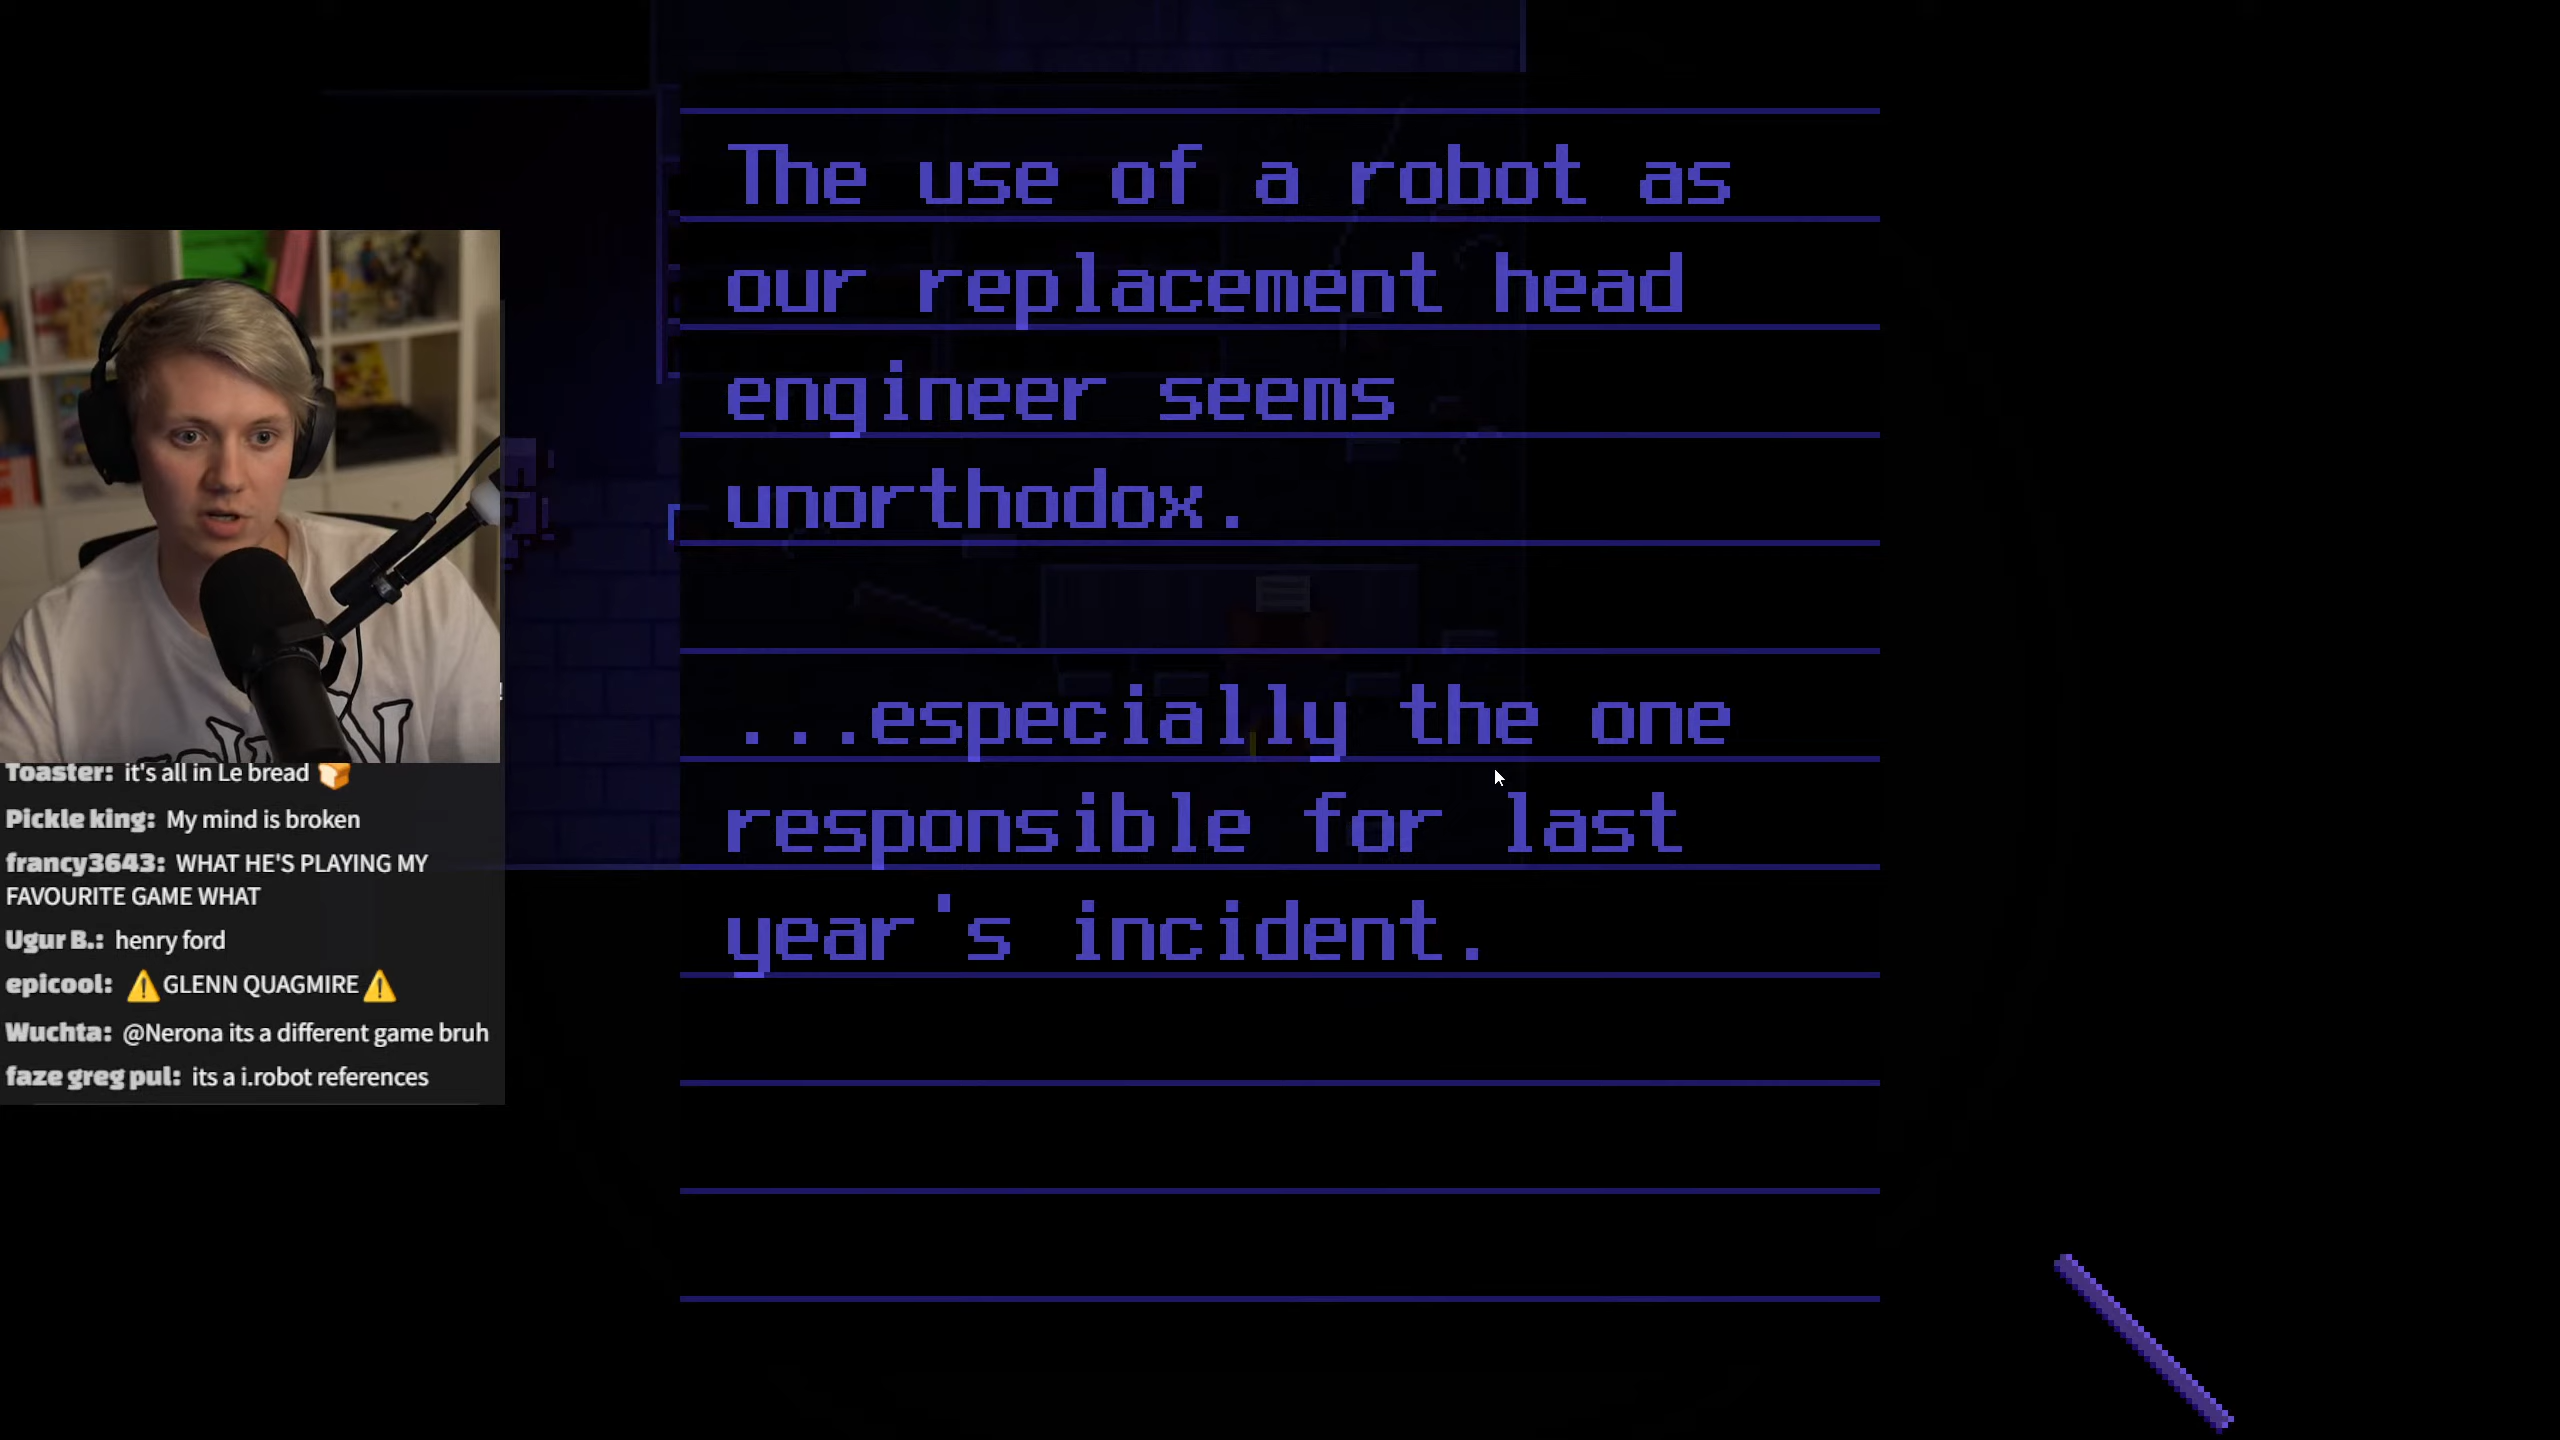 The use of a robot as
our replacement head
engineer seems
unorthodox.
...especially the one
responsible for last
year's incident.
!
Toaster: it's all in Le bread 🍞
Pickle king: My mind is broken
francy3643: WHAT HE'S PLAYING MY
FAVOURITE GAME WHAT
Ugur B.: henry ford
epicool: ⚠️GLENN QUAGMIRE⚠️
Wuchta: @Nerona its a different game bruh
faze greg pul: its a i.robot references